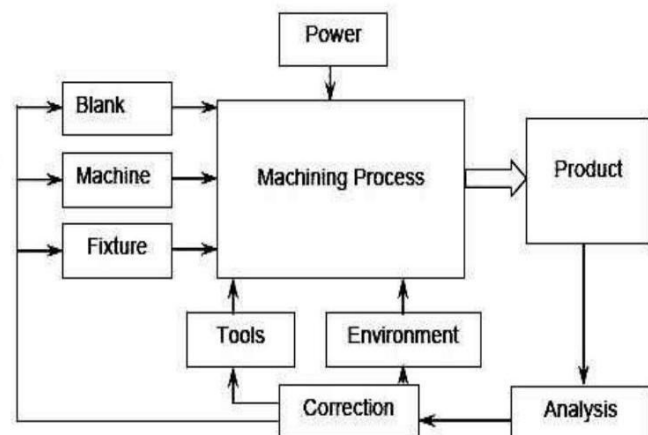 Power
Blank
Machine
Fixture
Machining Process
Product
Tools
Environment
Correction
Analysis